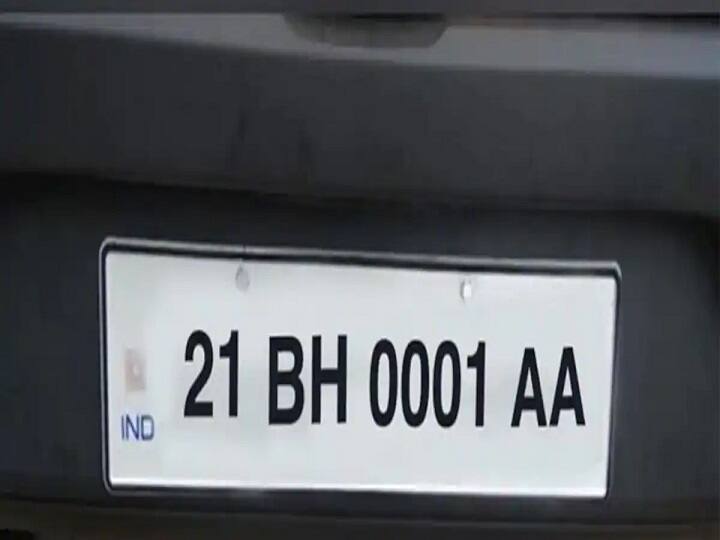 21 BH 0001 AA
IND